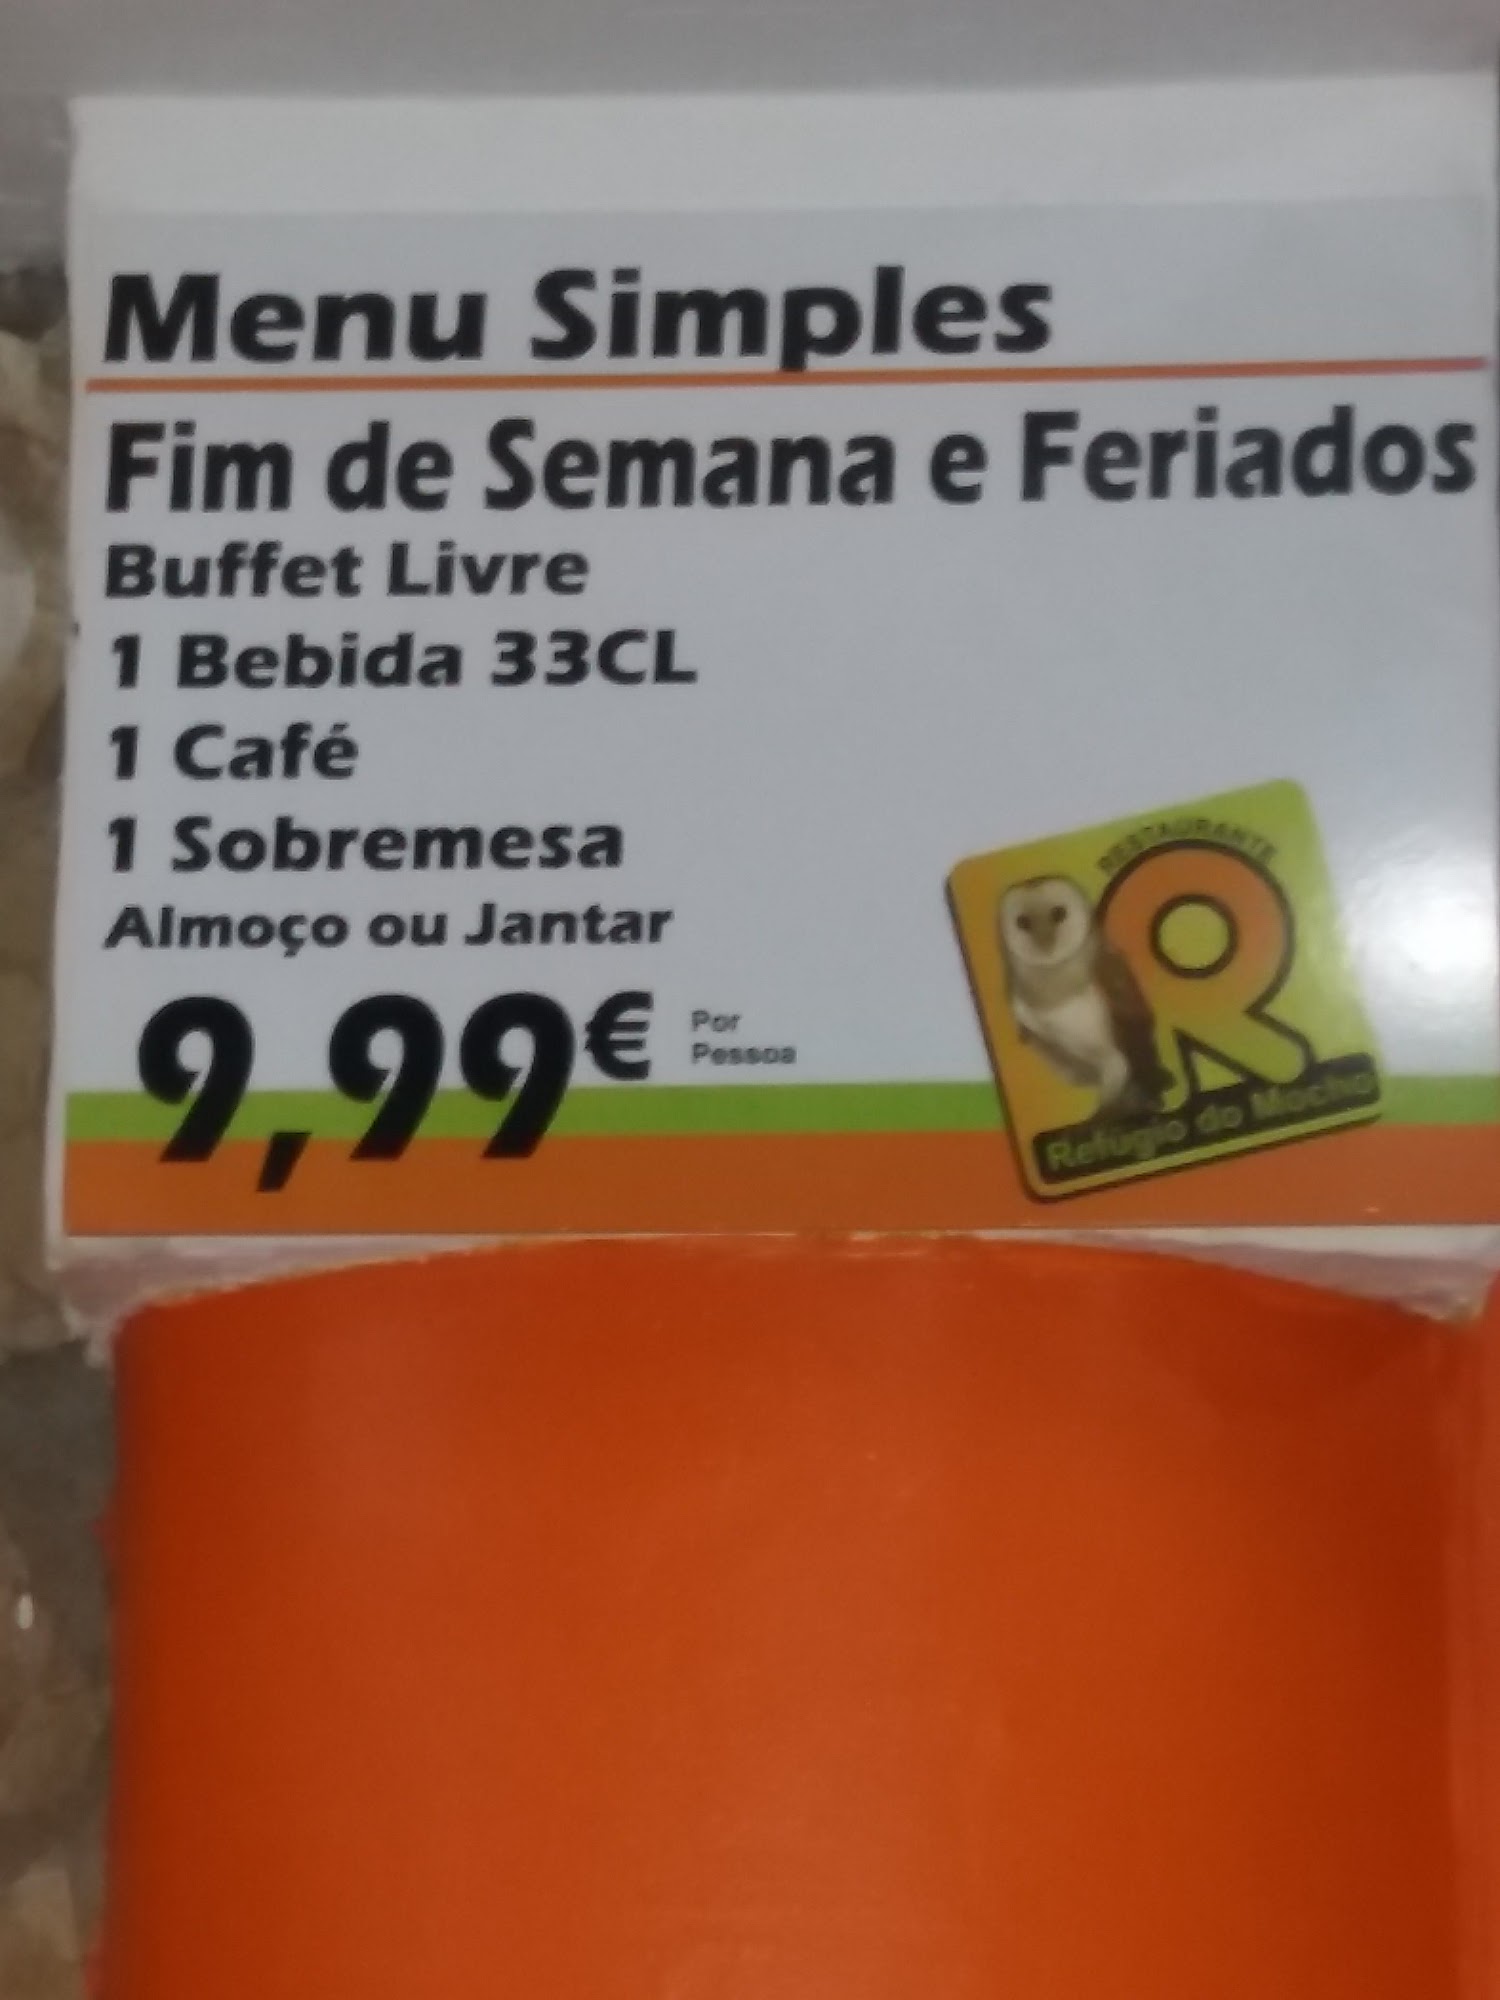 Menu Simples
Fim de Semana e Feriados
Buffet Livre
1 Bebida 33CL
1 Café
1 Sobremesa
Almoço ou Jantar
9,99€ Por Pessoa
RESTAURANTE
R
Refúgio do Mocho